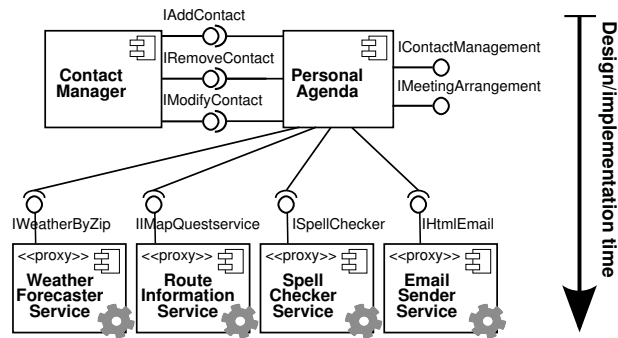 IAddContact
Contact
Manager
IRemoveContact
IModifyContact
Personal
Agenda
IContactManagement
IMeetingArrangement
Design/implementation time
IWeatherByZip
IIMapQuestservice
ISpellChecker
IHtmlEmail
<<proxy>>
Weather
Forecaster
Service
<<proxy>>
Route
Information
Service
<<proxy>>
Spell
Checker
Service
<<proxy>>
Email
Sender
Service